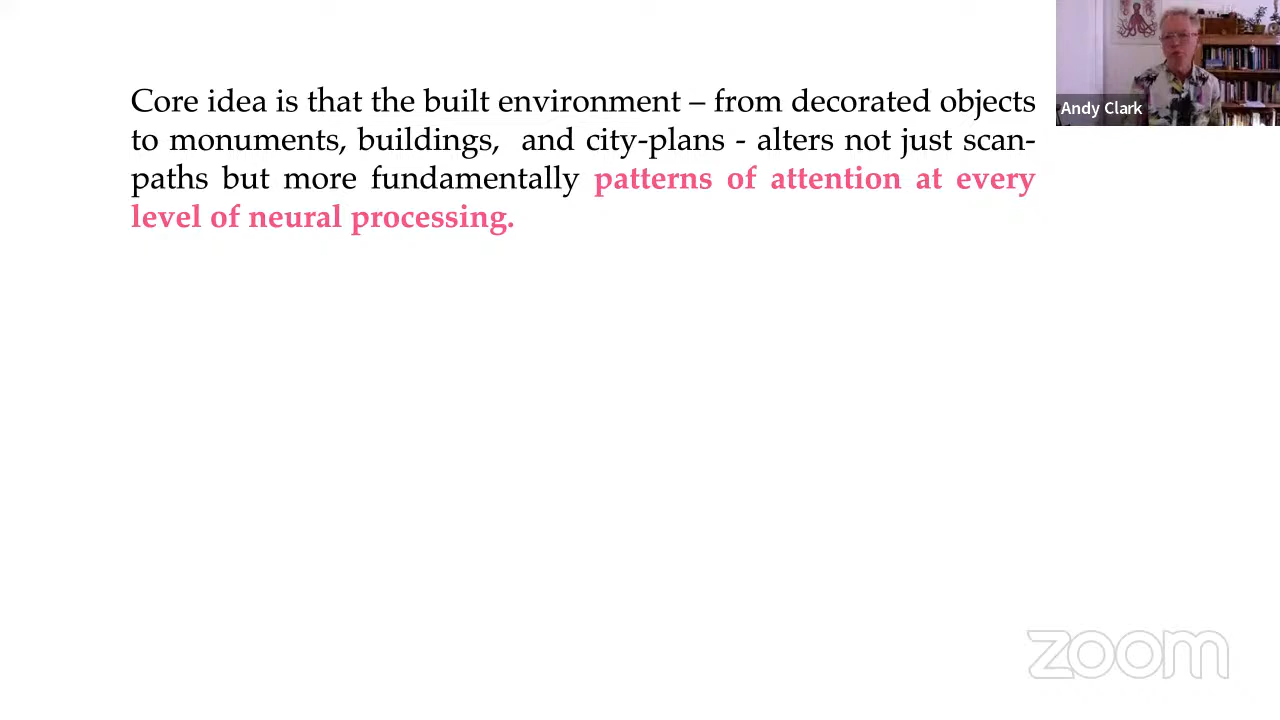 Core idea is that the built environment – from decorated objects
to monuments, buildings,  and city-plans - alters not just scan-
paths but more fundamentally patterns of attention at every
level of neural processing.
Andy Clark
zoom